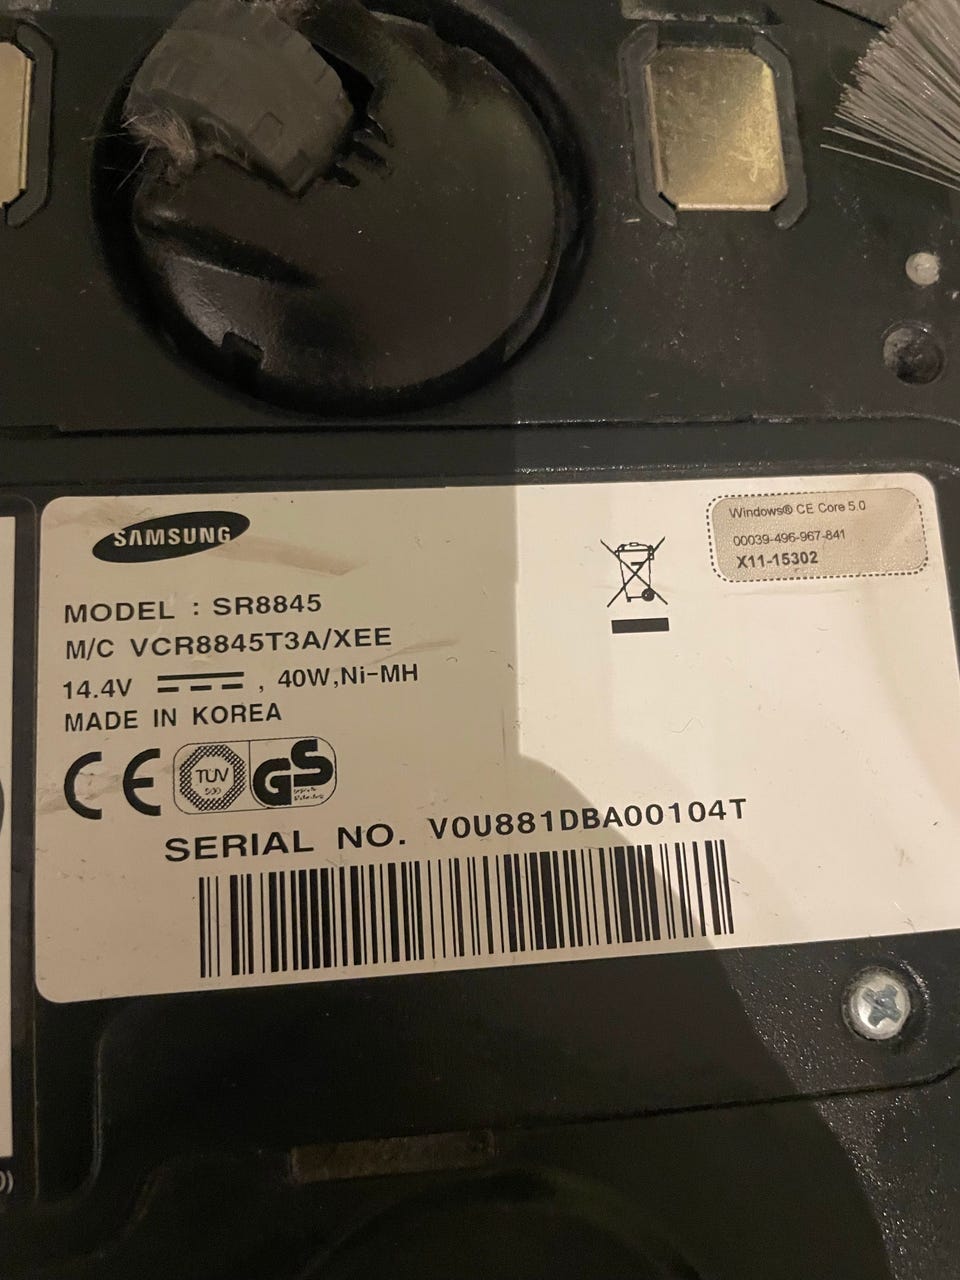 SAMSUNG
Windows® CE Core 5.0
00039-496-967-841
X11-15302
MODEL : SR8845
M/C VCR8845T3A/XEE
14.4V , 40W,Ni-MH
MADE IN KOREA
CE
TÜV
GS
SERIAL NO. V0U881DBA00104T